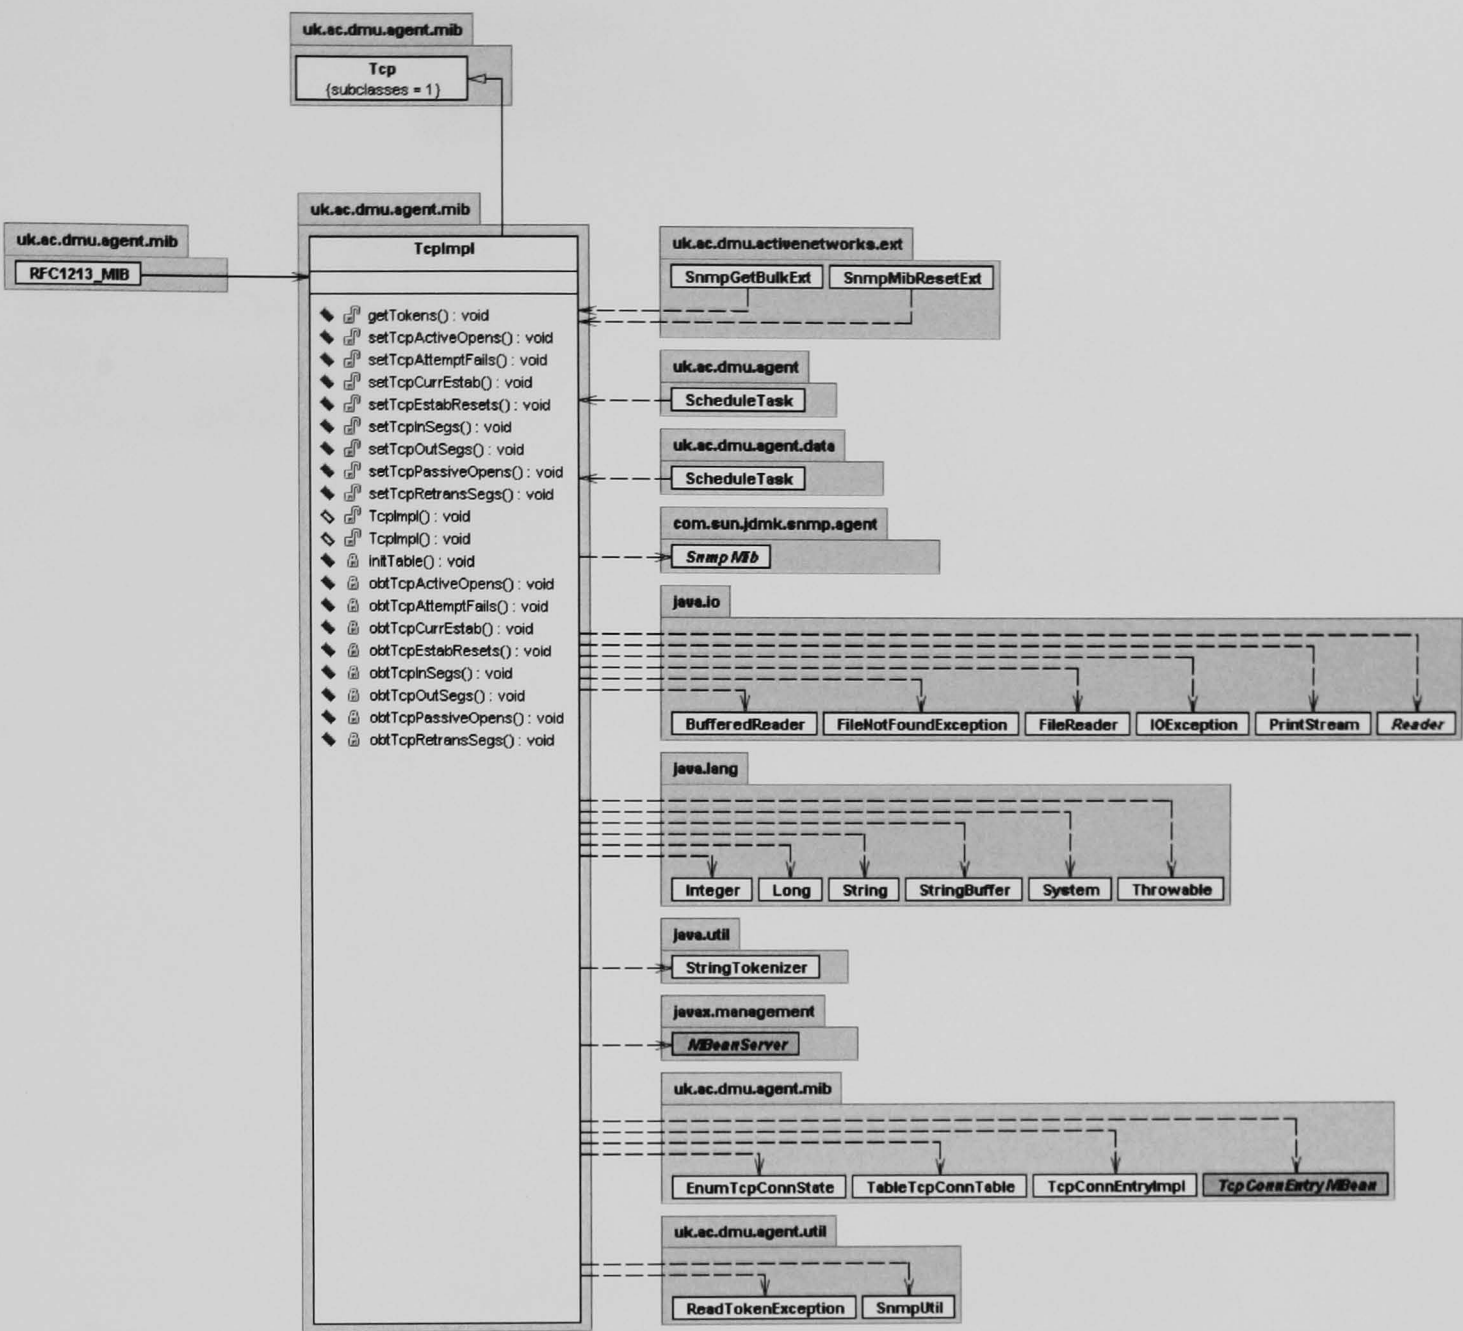 uk.ac.dmu.agent.mib
Tcp
{subclasses = 1}
uk.ac.dmu.agent.mib
RFC1213_MIB
uk.ac.dmu.agent.mib
TcpImpl
getTokens() : void
setTcpActiveOpens() : void
setTcpAttemptFails() : void
setTcpCurrEstab() : void
setTcpEstabResets() : void
setTcpInSegs() : void
setTcpOutSegs() : void
setTcpPassiveOpens() : void
setTcpRetransSegs() : void
TcpImpl() : void
TcpImpl() : void
initTable() : void
obtTcpActiveOpens() : void
obtTcpAttemptFails() : void
obtTcpCurrEstab() : void
obtTcpEstabResets() : void
obtTcpInSegs() : void
obtTcpOutSegs() : void
obtTcpPassiveOpens() : void
obtTcpRetransSegs() : void
uk.ac.dmu.activenetworks.ext
SnmpGetBulkExt SnmpMibResetExt
uk.ac.dmu.agent
ScheduleTask
uk.ac.dmu.agent.data
ScheduleTask
com.sun.jdmk.snmp.agent
SnmpMib
java.io
BufferedReader FileNotFoundException FileReader IOException PrintStream Reader
java.lang
Integer Long String StringBuffer System Throwable
java.util
StringTokenizer
javax.management
MBeanServer
uk.ac.dmu.agent.mib
EnumTcpConnState TableTcpConnTable TcpConnEntryImpl TcpConnEntryMBean
uk.ac.dmu.agent.util
ReadTokenException SnmpUtil